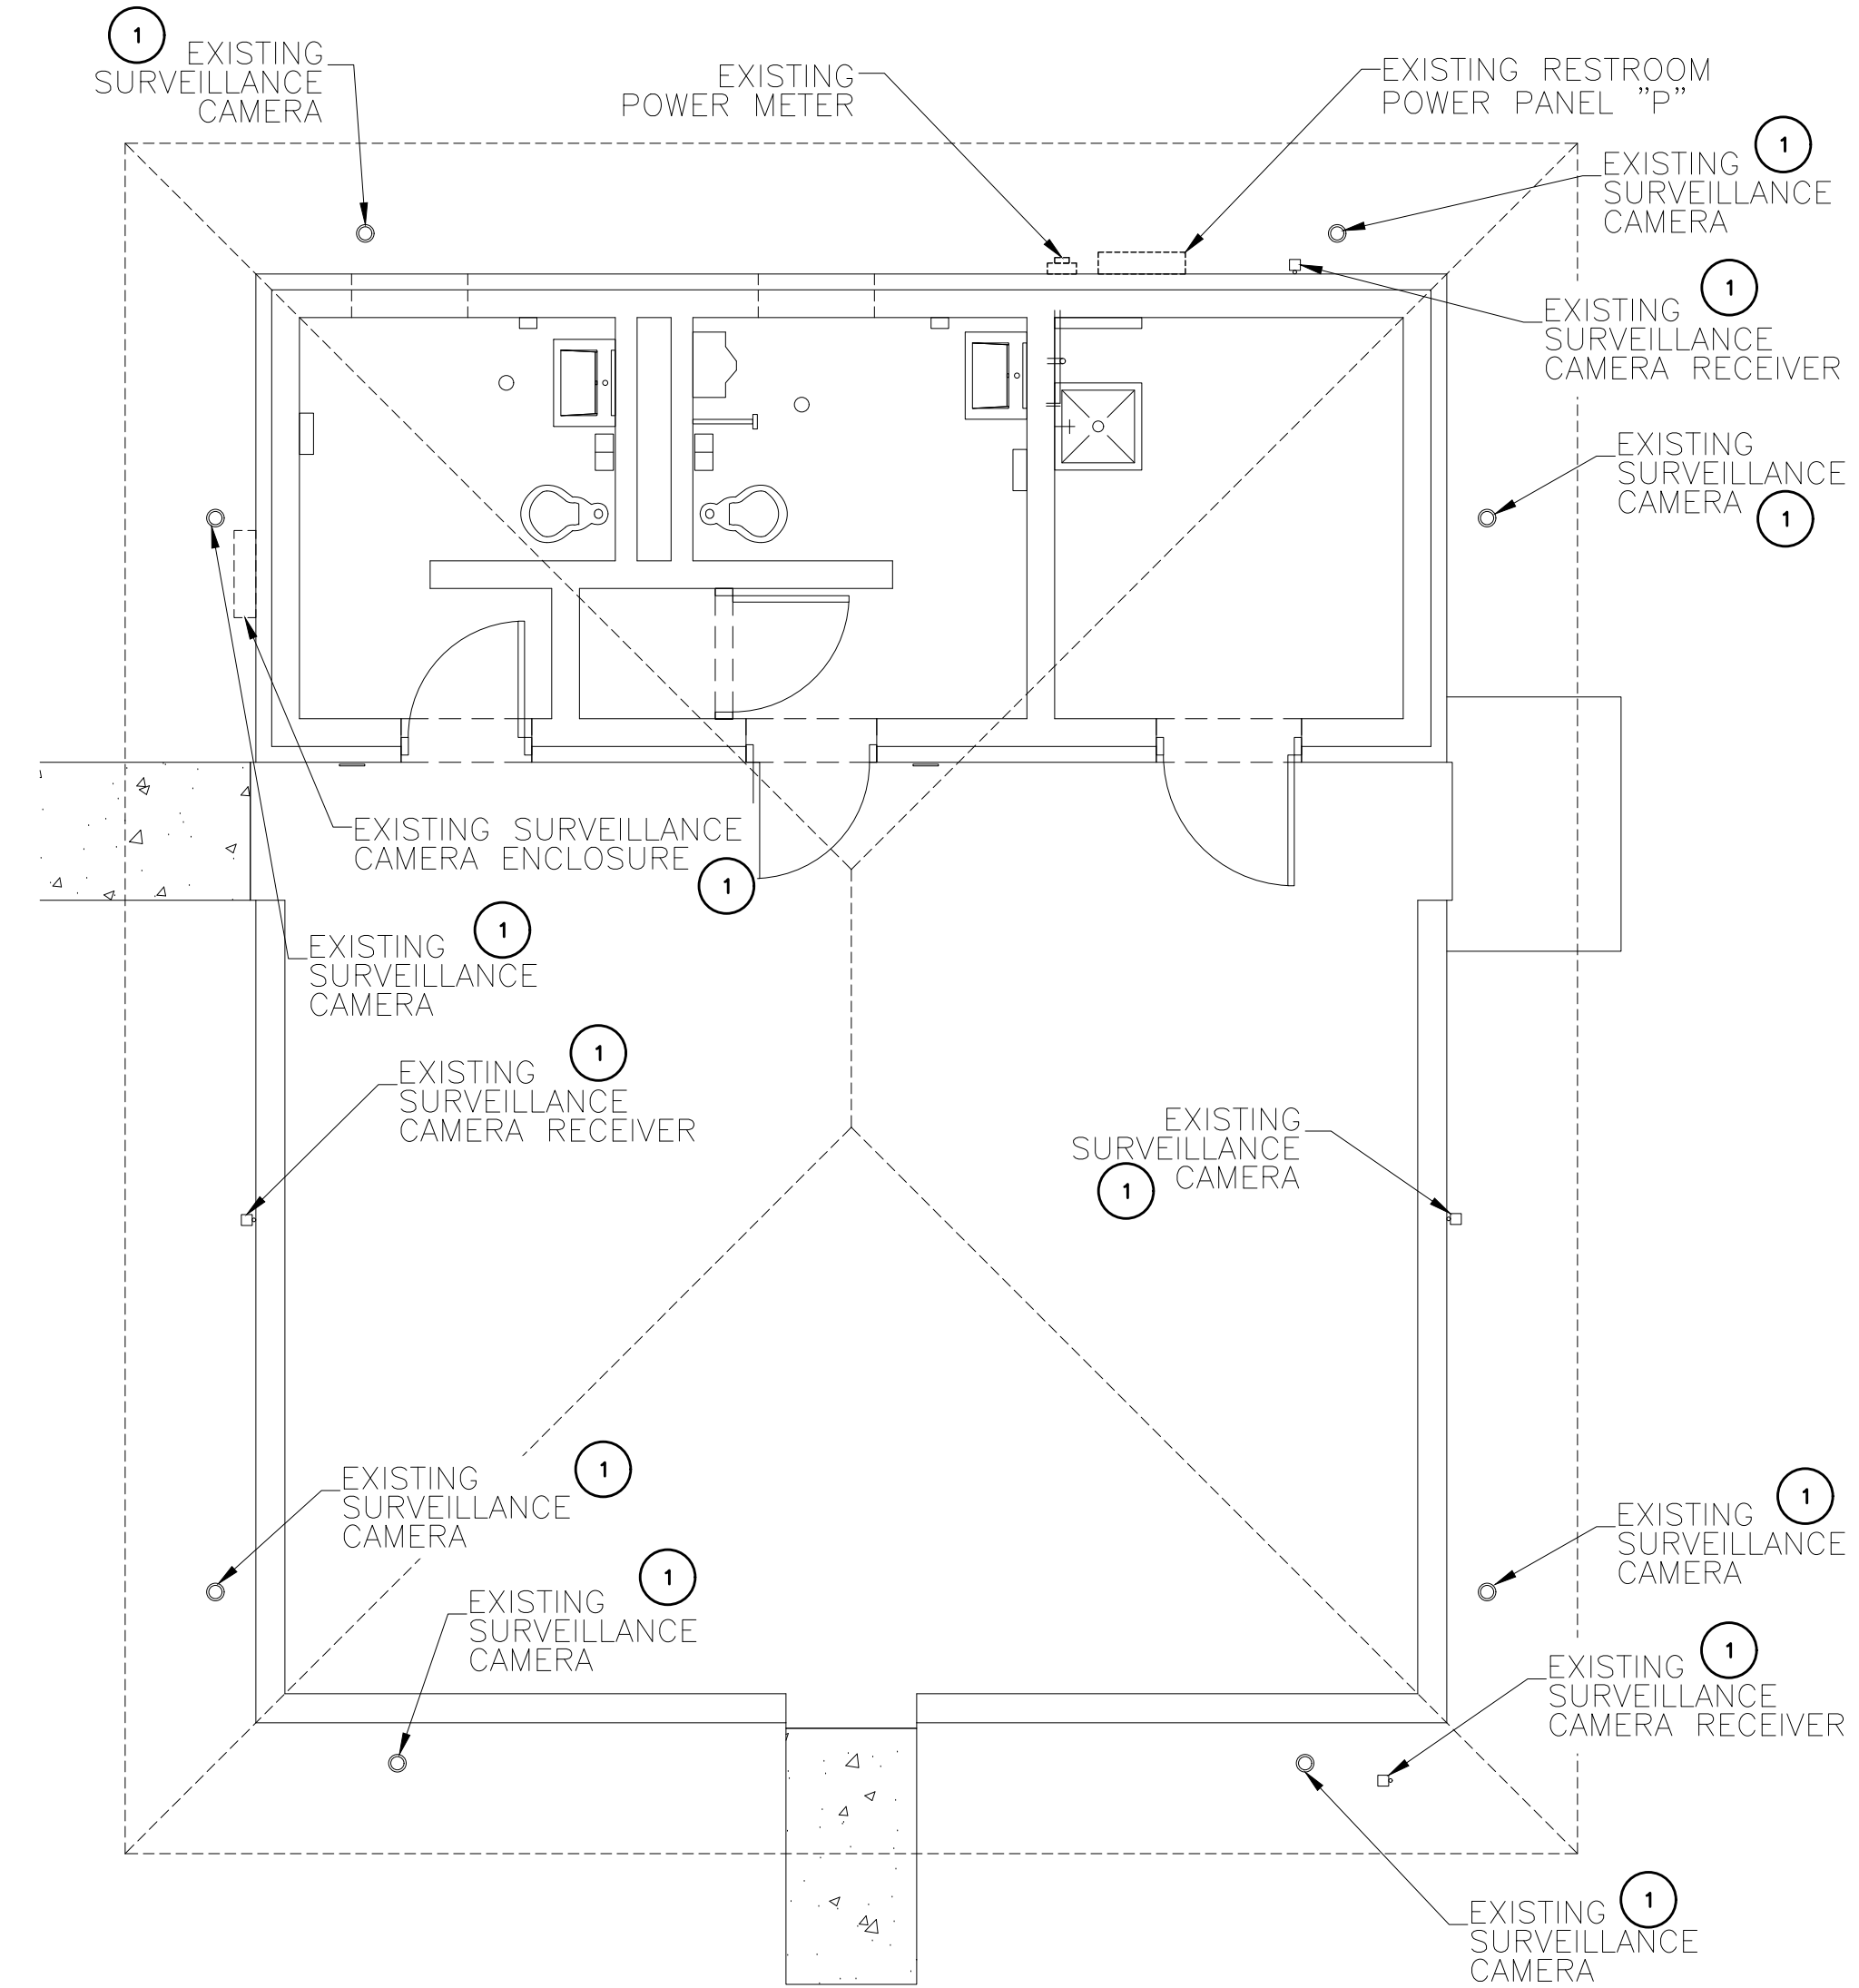 1
EXISTING
SURVEILLANCE
CAMERA
EXISTING
POWER METER
EXISTING RESTROOM
POWER PANEL "P"
1
EXISTING
SURVEILLANCE
CAMERA
1
EXISTING
SURVEILLANCE
CAMERA RECEIVER
EXISTING
SURVEILLANCE
CAMERA
1
EXISTING SURVEILLANCE
CAMERA ENCLOSURE
1
1
EXISTING
SURVEILLANCE
CAMERA
1
EXISTING
SURVEILLANCE
CAMERA RECEIVER
EXISTING
SURVEILLANCE
CAMERA
1
1
EXISTING
SURVEILLANCE
CAMERA
1
EXISTING
SURVEILLANCE
CAMERA
1
EXISTING
SURVEILLANCE
CAMERA
1
EXISTING
SURVEILLANCE
CAMERA RECEIVER
1
EXISTING
SURVEILLANCE
CAMERA